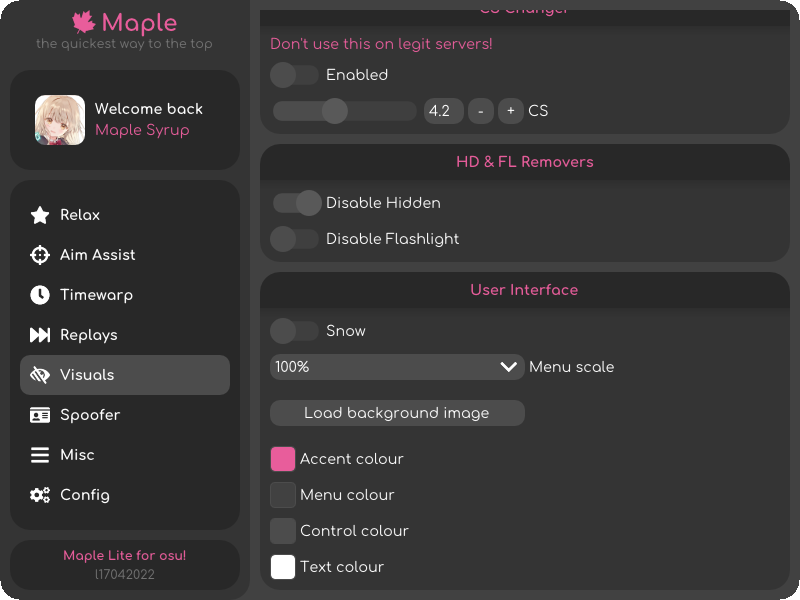 Maple
the quickest way to the top
Welcome back
Maple Syrup
Relax
Aim Assist
Timewarp
Replays
Visuals
Spoofer
Misc
Config
Maple Lite for osu!
l17042022
CS Changer
Don't use this on legit servers!
Enabled
4.2 - + CS
HD & FL Removers
Disable Hidden
Disable Flashlight
User Interface
Snow
100% Menu scale
Load background image
Accent colour
Menu colour
Control colour
Text colour